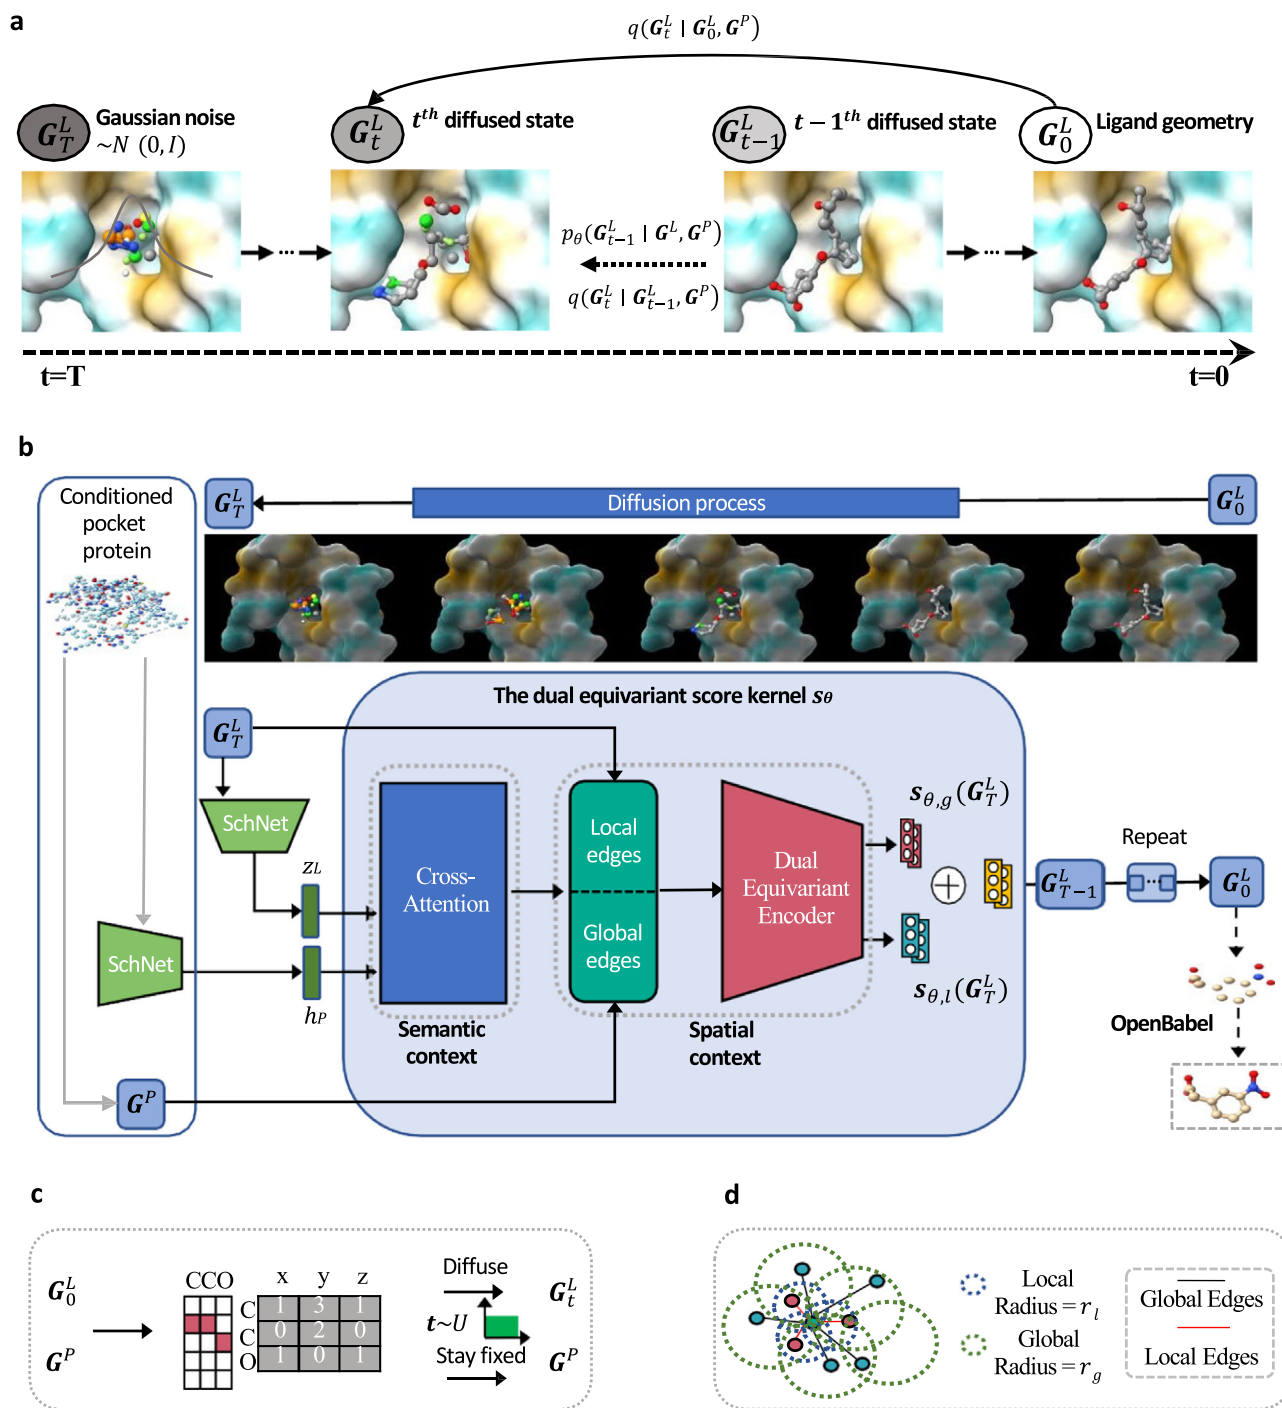 a
q(G_t^L | G_0^L, G^P)
G_T^L
Gaussian noise
~N (0, I)
G_t^L
t^th diffused state
G_{t-1}^L
t − 1^th diffused state
G_0^L
Ligand geometry
...
p_θ(G_{t-1}^L | G^L, G^P)
q(G_t^L | G_{t-1}^L, G^P)
...
t=T
t=0
b
Conditioned
pocket
protein
G_T^L
Diffusion process
G_0^L
The dual equivariant score kernel s_θ
G_T^L
SchNet
z_L
SchNet
h_P
Cross-
Attention
Local
edges
Global
edges
Dual
Equivariant
Encoder
s_{θ,g}(G_T^L)
s_{θ,l}(G_T^L)
Semantic
context
Spatial
context
G^P
G_{T-1}^L
Repeat
...
G_0^L
OpenBabel
c
G_0^L
G^P
CCO
x y z
C 1 3 1
C 0 2 0
O 1 0 1
Diffuse
t~U
Stay fixed
G_t^L
G^P
d
Local
Radius = r_l
Global
Radius = r_g
Global Edges
Local Edges